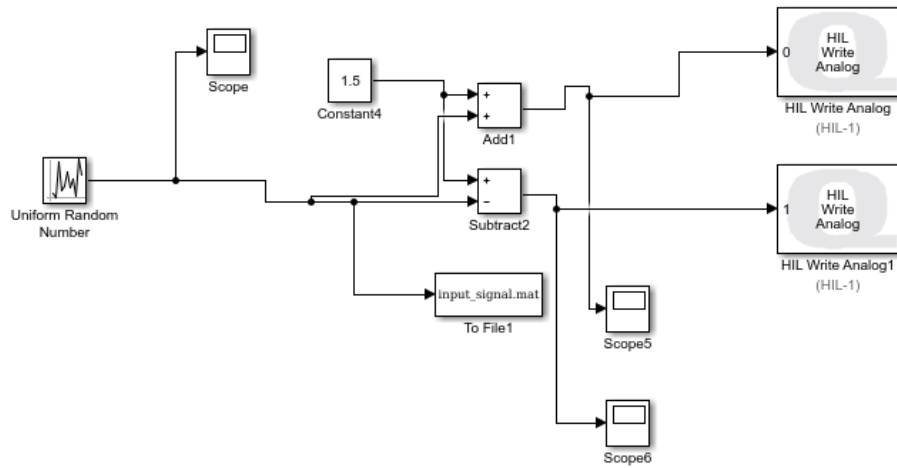 Scope
1.5
Constant4
+
+
Add1
HIL
Write
Analog
0
HIL Write Analog
(HIL-1)
Uniform Random
Number
+
−
Subtract2
HIL
Write
Analog
1
HIL Write Analog1
(HIL-1)
input_signal.mat
To File1
Scope5
Scope6